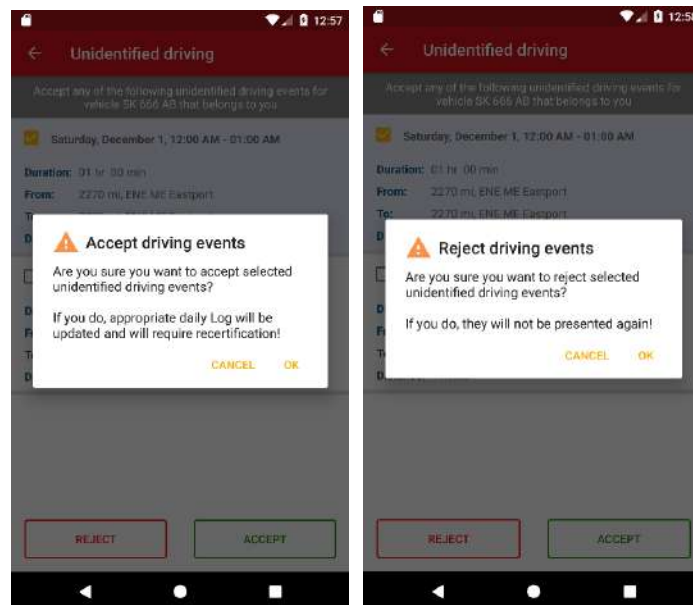 12:57
Unidentified driving
Accept any of the following unidentified driving events for
vehicle SK 666 AB that belongs to you
Saturday, December 1, 12:00 AM - 01:00 AM
Duration: 01 hr 00 min
From: 2270 mi, ENE ME Eastport
Accept driving events
Are you sure you want to accept selected
unidentified driving events?
If you do, appropriate daily Log will be
updated and will require recertification!
CANCEL OK
REJECT ACCEPT
12:58
Unidentified driving
Accept any of the following unidentified driving events for
vehicle SK 666 AB that belongs to you
Saturday, December 1, 12:00 AM - 01:00 AM
Duration: 01 hr 00 min
From: 2270 mi, ENE ME Eastport
To: 2270 mi, ENE ME Eastport
Reject driving events
Are you sure you want to reject selected
unidentified driving events?
If you do, they will not be presented again!
CANCEL OK
REJECT ACCEPT